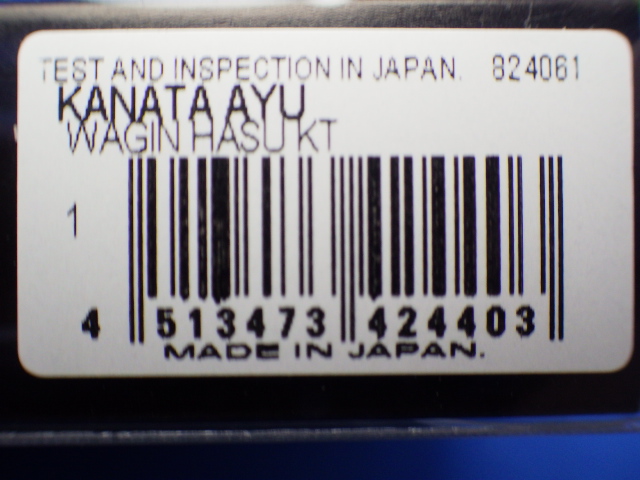 TEST AND INSPECTION IN JAPAN. 824061
KANATA AYU
WAGIN HASU KT
1
4 513473 424403
MADE IN JAPAN.